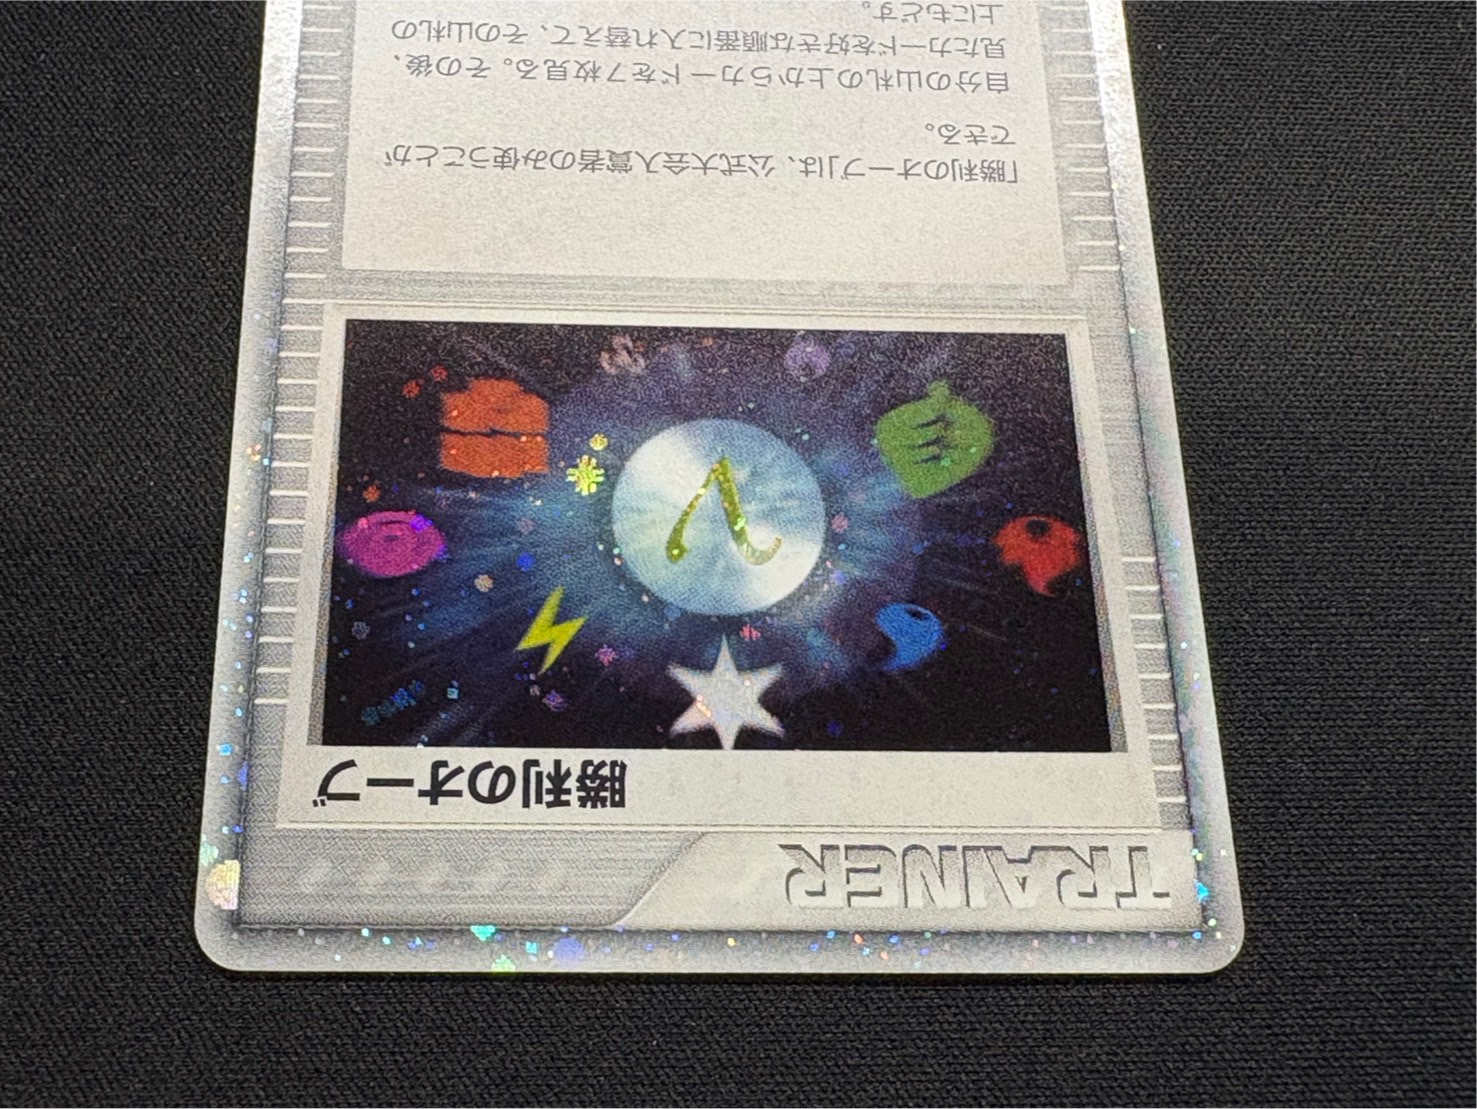 TRAINER
勝利のオーブ
「勝利のオーブ」は、公式大会入賞者のみ使うことが
できる。
自分の山札の上からカードを7枚見る。その後、
見たカードを好きな順番に入れ替えて、その山札の
上にもどす。